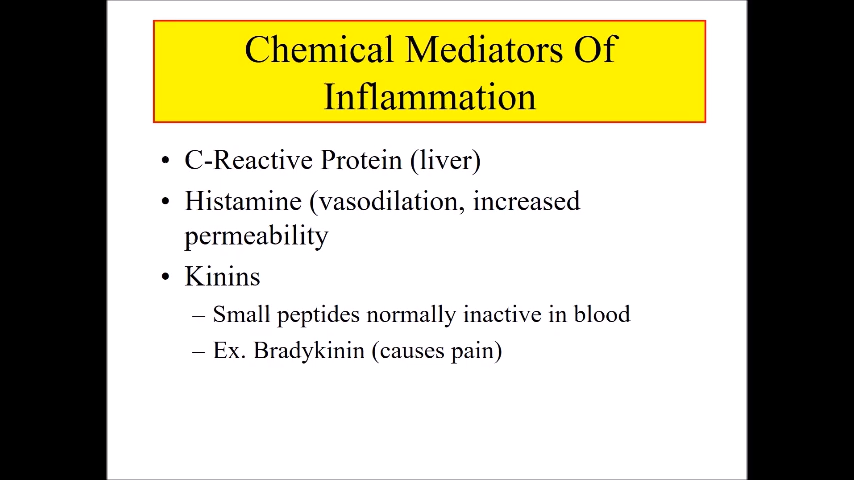 Chemical Mediators Of
Inflammation
• C-Reactive Protein (liver)
• Histamine (vasodilation, increased
permeability
• Kinins
– Small peptides normally inactive in blood
– Ex. Bradykinin (causes pain)